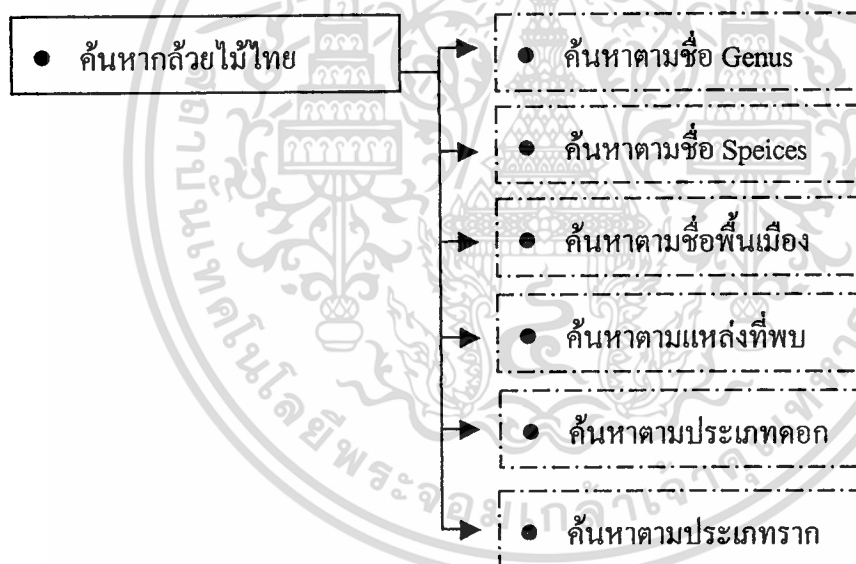 ● ค้นหากล้วยไม้ไทย
● ค้นหาตามชื่อ Genus
● ค้นหาตามชื่อ Speices
● ค้นหาตามชื่อพื้นเมือง
● ค้นหาตามแหล่งที่พบ
● ค้นหาตามประเภทดอก
● ค้นหาตามประเภทราก